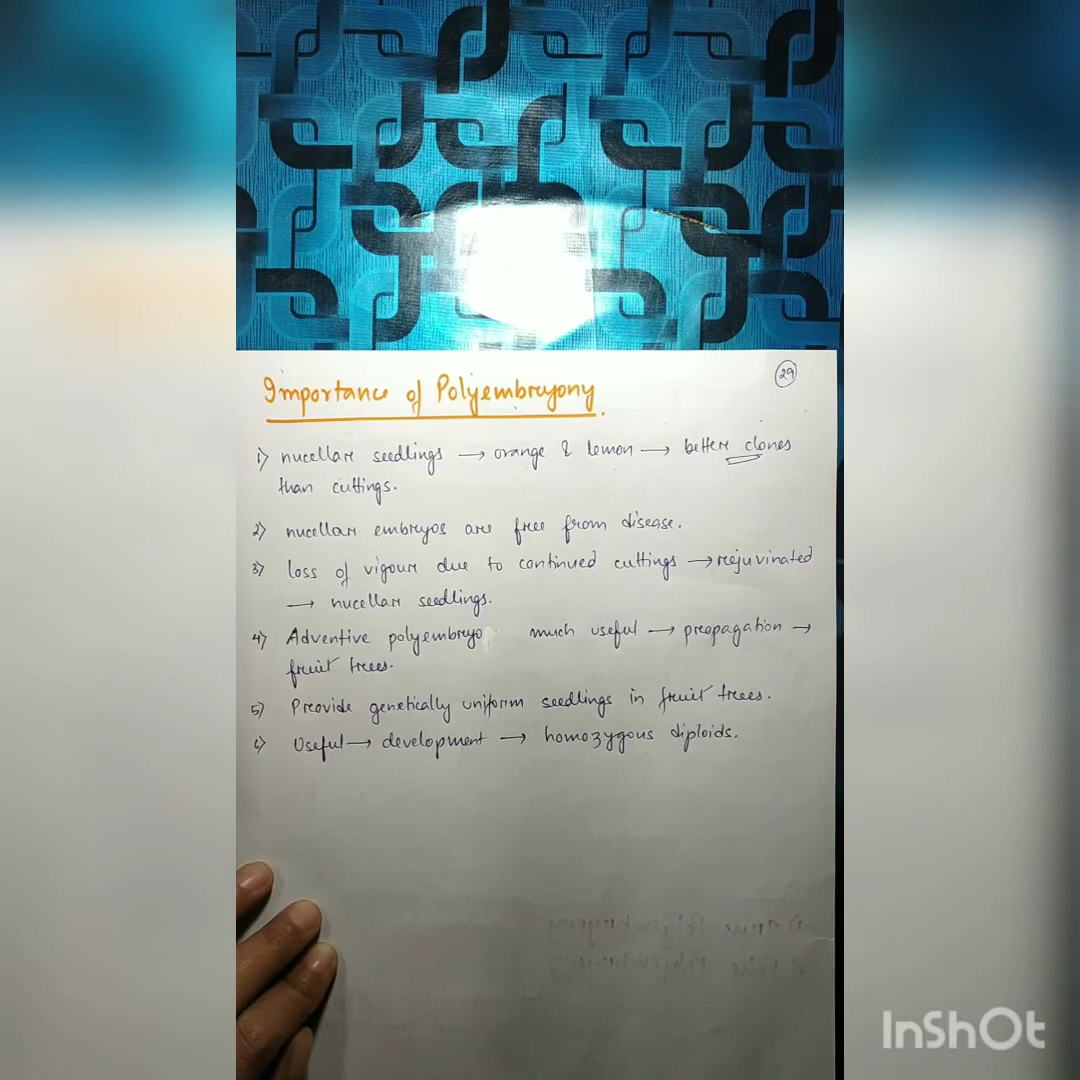 29
Importance of Polyembryony.
1) nucellar seedlings → orange & lemon → better clones
than cuttings.
2) nucellar embryos are free from disease.
3) loss of vigour due to continued cuttings → rejuvinated
→ nucellar seedlings.
4) Adventive polyembryo much useful → propagation →
fruit trees.
5) Provide genetically uniform seedlings in fruit trees.
6) Useful → development → homozygous diploids.
InShOt